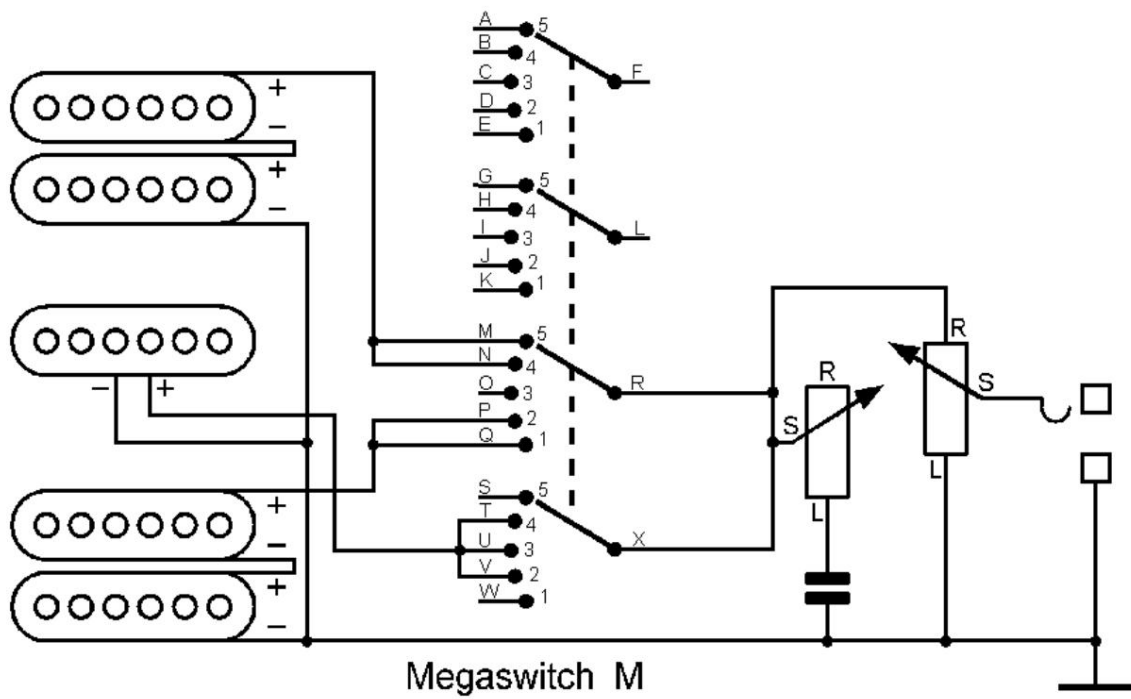 A 5
B 4
C 3 F
D 2
E 1
G 5
H 4
I 3 L
J 2
K 1
M 5
N 4
O 3 R
P 2
Q 1
S 5
T 4
U 3 X
V 2
W 1
+
−
+
−
− +
+
−
+
−
R
S
L
R
S
L
Megaswitch M